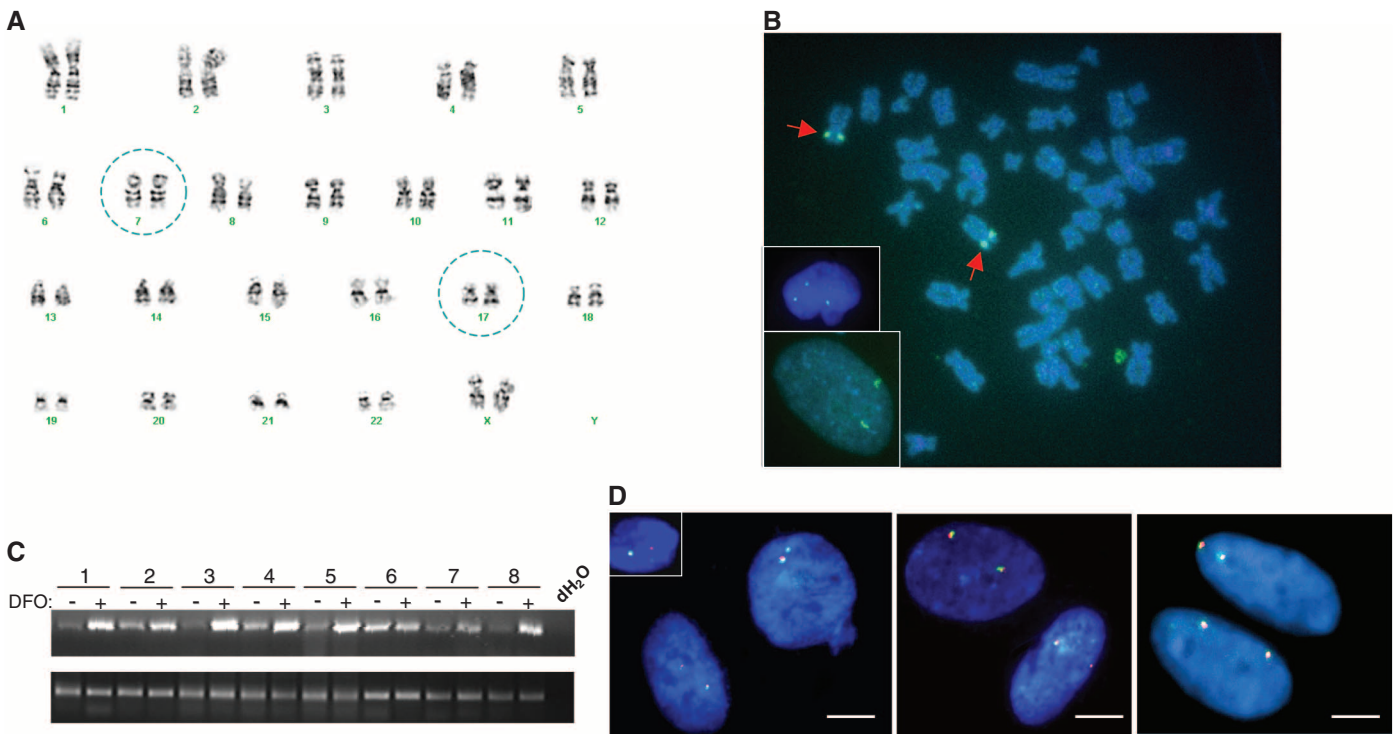 A
1 2 3 4 5
6 7 8 9 10 11 12
13 14 15 16 17 18
19 20 21 22 X Y
B
C
1 2 3 4 5 6 7 8 dH₂O
DFO: - + - + - + - + - + - + - + - +
D